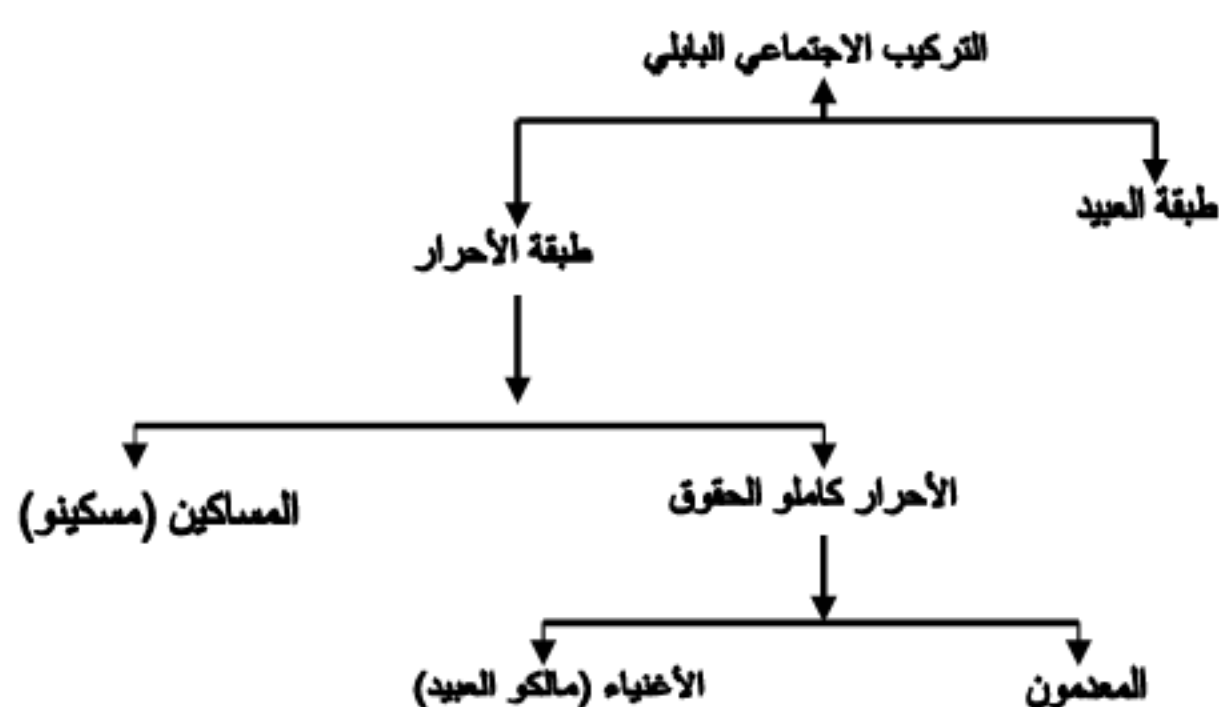 التركيب الاجتماعي البابلي
طبقة العبيد
طبقة الأحرار
الأحرار كاملو الحقوق
المساكين (مسكينو)
المعدمون
الأغنياء (مالكو العبيد)